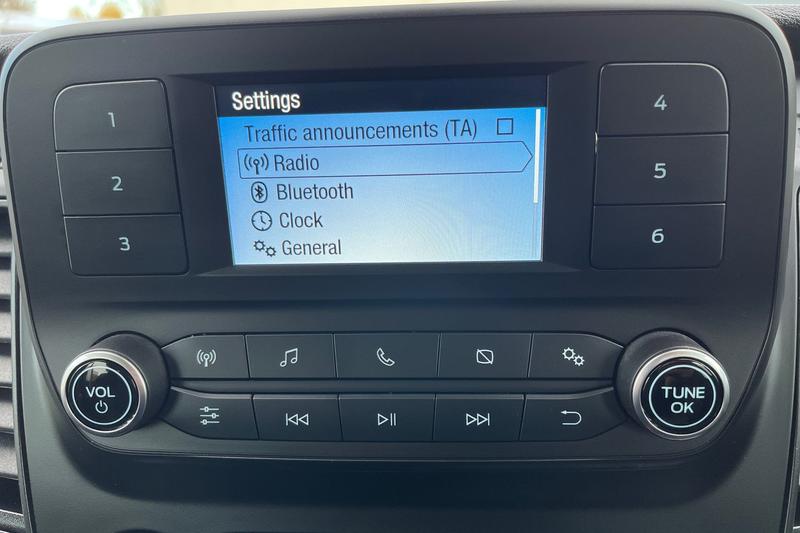 Settings
Traffic announcements (TA)
Radio
Bluetooth
Clock
General
1
2
3
4
5
6
VOL
TUNE
OK